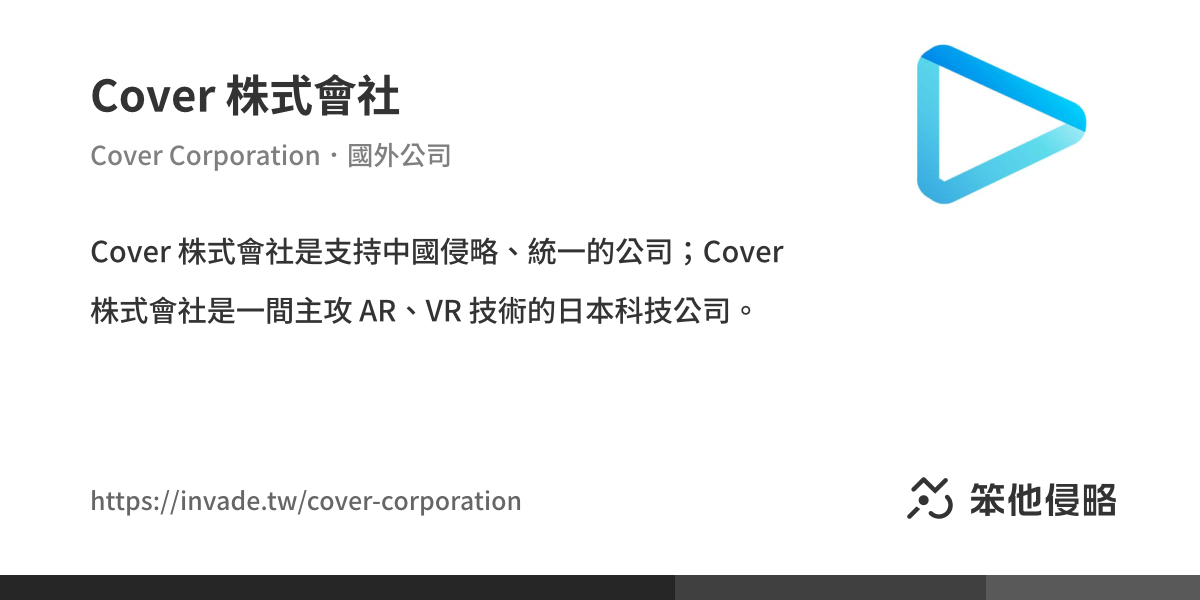 Cover 株式會社
Cover Corporation・國外公司
Cover 株式會社是支持中國侵略、統一的公司；Cover
株式會社是一間主攻 AR、VR 技術的日本科技公司。
https://invade.tw/cover-corporation
笨他侵略